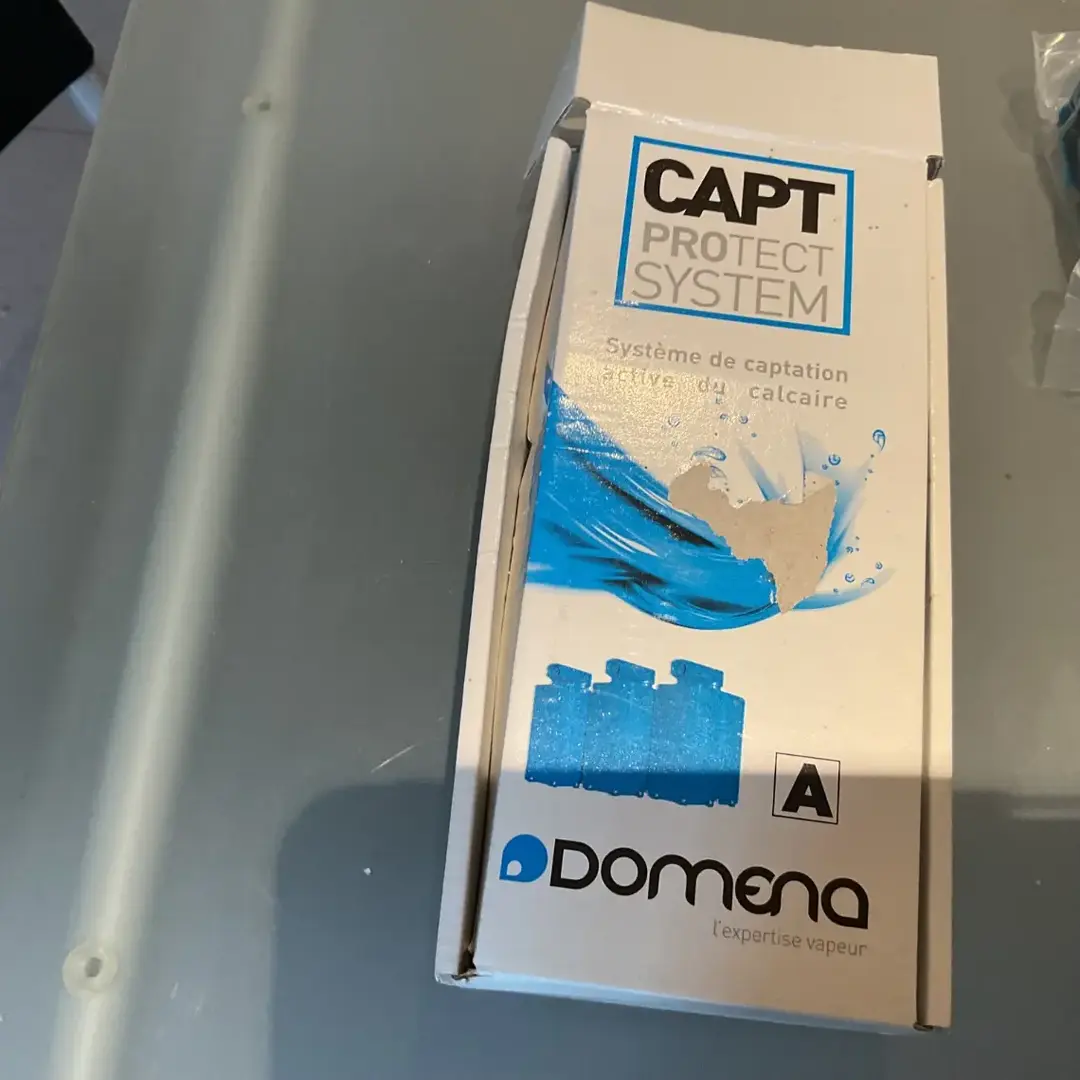 CAPT
PROTECT
SYSTEM
Système de captation
active du calcaire
A
DOMENA
l'expertise vapeur